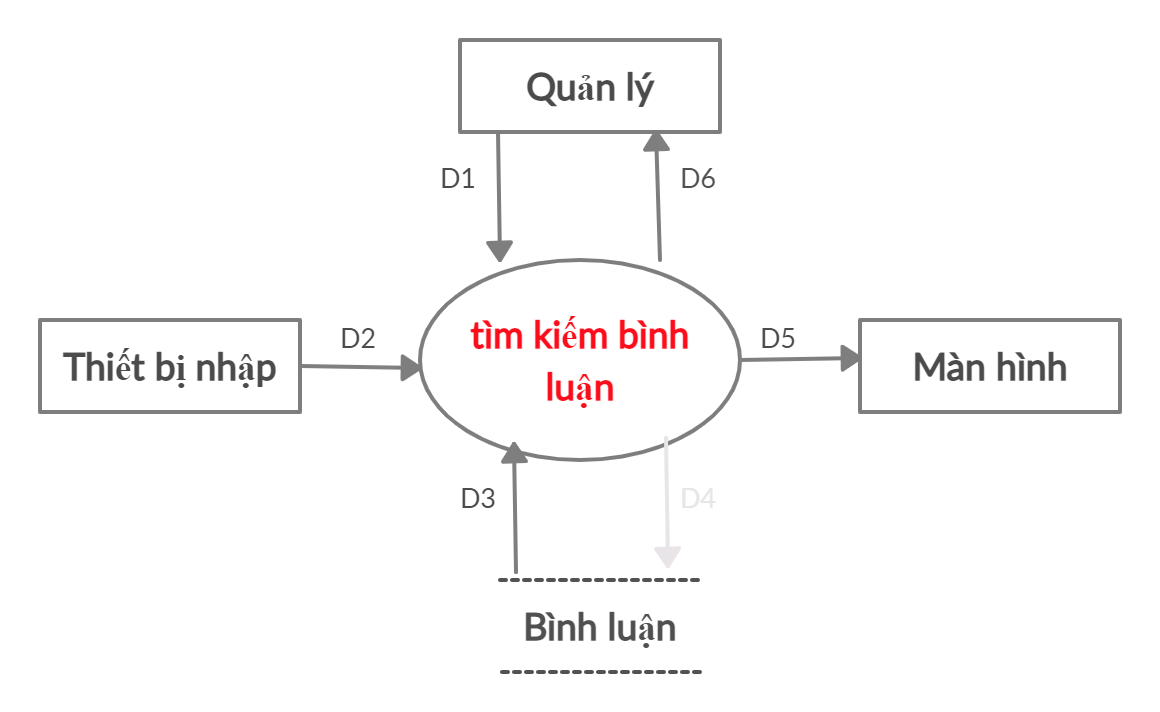 Quản lý
D1
D6
tìm kiếm bình
luận
Thiết bị nhập
D2
D5
Màn hình
D3
D4
Bình luận